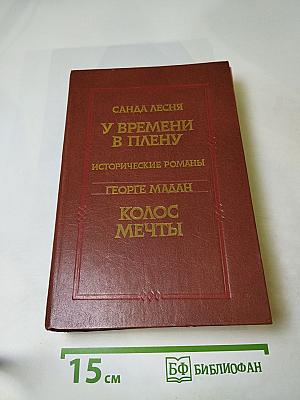 САНДА ЛЕСНЯ
У ВРЕМЕНИ
В ПЛЕНУ
ИСТОРИЧЕСКИЕ РОМАНЫ
ГЕОРГЕ МАДАН
КОЛОС
МЕЧТЫ
15 см
БФ БИБЛИОФАН